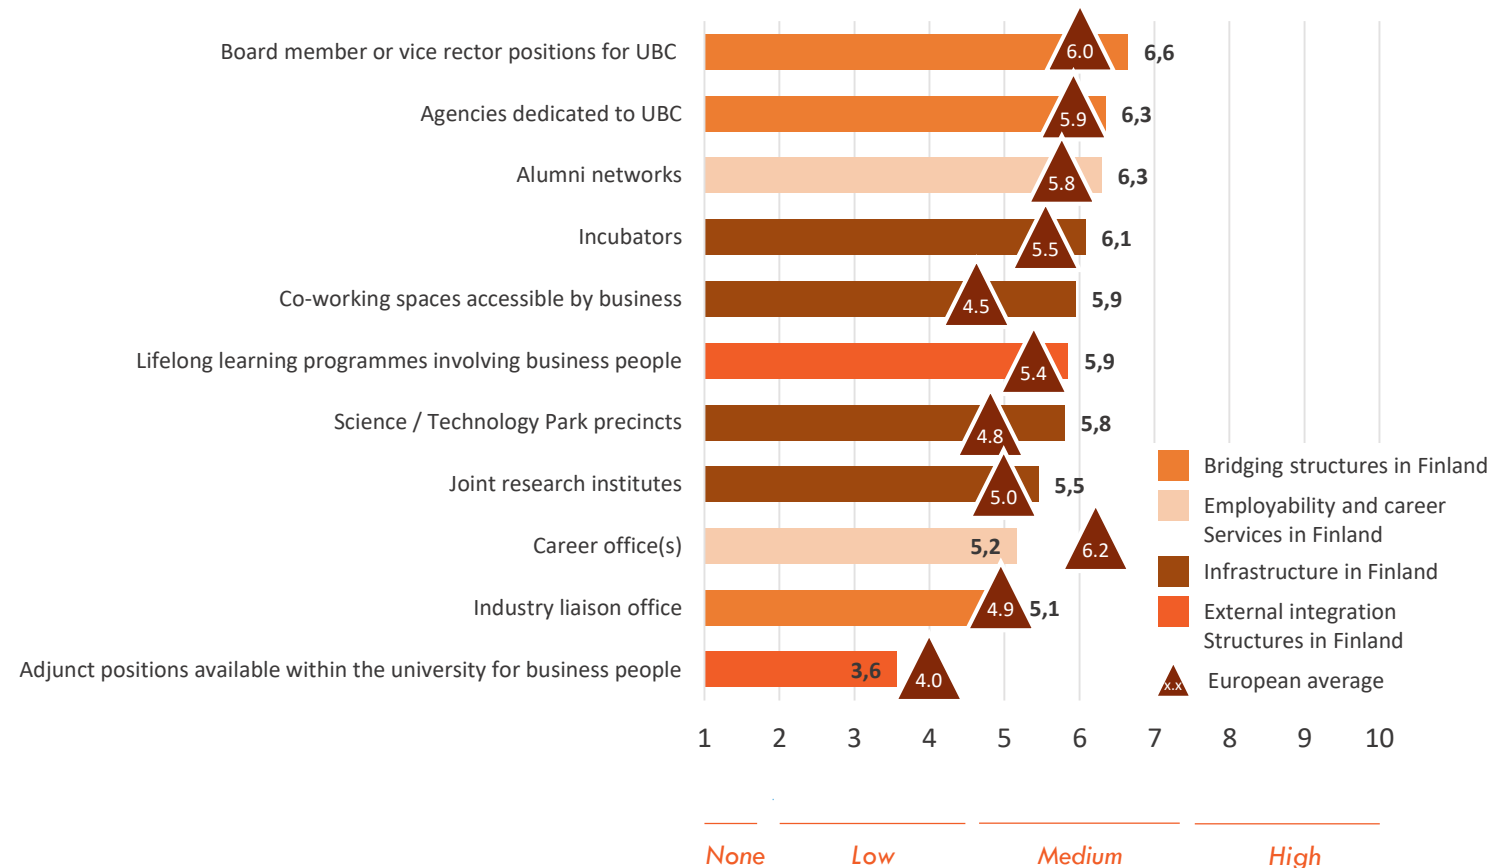 Board member or vice rector positions for UBC 6.0 6,6
Agencies dedicated to UBC 5.9 6,3
Alumni networks 5.8 6,3
Incubators 5.5 6,1
Co-working spaces accessible by business 4.5 5,9
Lifelong learning programmes involving business people 5.4 5,9
Science / Technology Park precincts 4.8 5,8
Joint research institutes 5.0 5,5
Career office(s) 5,2 6.2
Industry liaison office 4.9 5,1
Adjunct positions available within the university for business people 3,6 4.0
Bridging structures in Finland
Employability and career
Services in Finland
Infrastructure in Finland
External integration
Structures in Finland
x.x European average
1 2 3 4 5 6 7 8 9 10
None Low Medium High